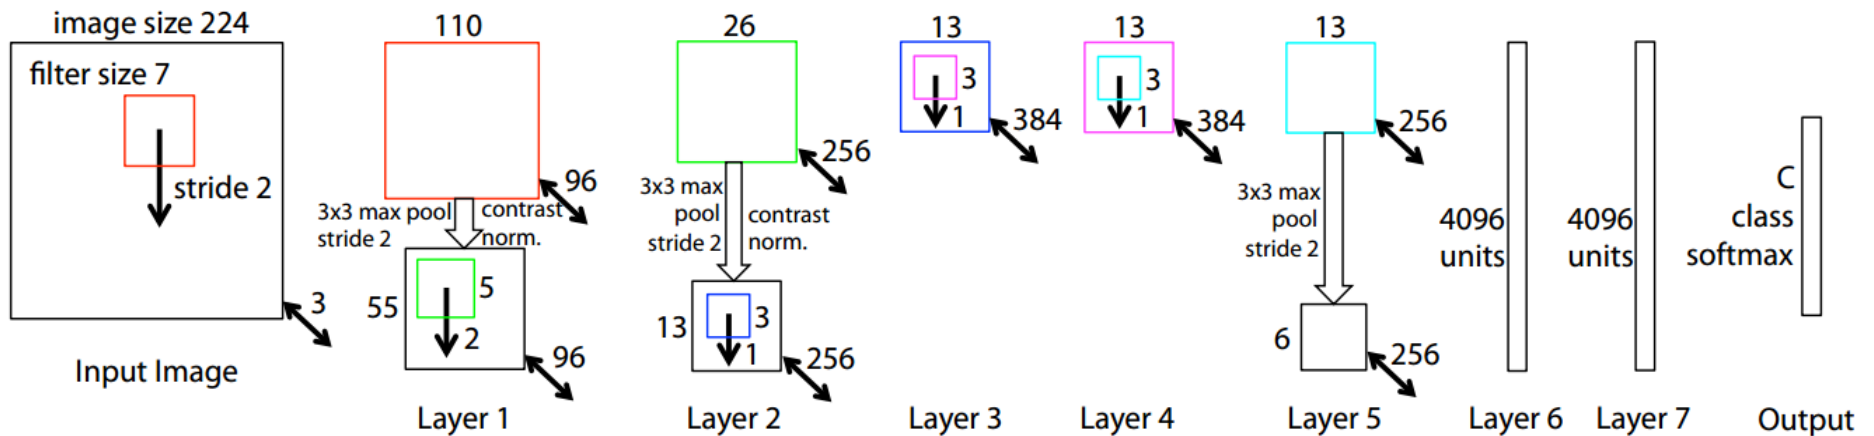 image size 224
filter size 7
stride 2
3
Input Image
110
96
3x3 max pool
stride 2
contrast
norm.
55
5
2
96
Layer 1
26
256
3x3 max
pool
stride 2
contrast
norm.
13
3
1
256
Layer 2
13
3
1
384
Layer 3
13
3
1
384
Layer 4
13
256
3x3 max
pool
stride 2
6
256
Layer 5
4096
units
Layer 6
4096
units
Layer 7
C
class
softmax
Output